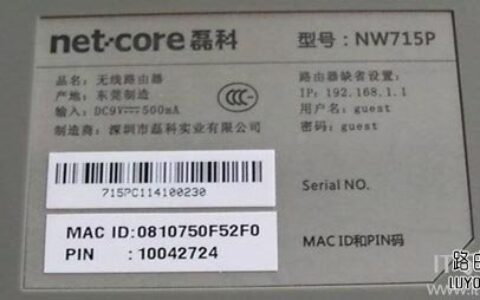 net-core 磊科
型号：NW715P
品名：无线路由器
产地：东莞制造
输入：DC9V⎓500mA
制造商：深圳市磊科实业有限公司
CCC
路由器缺省设置：
IP: 192.168.1.1
用户名：guest
密码：guest
715PC114100230
Serial NO.
MAC ID:0810750F52F0
PIN :10042724
MAC ID和PIN码